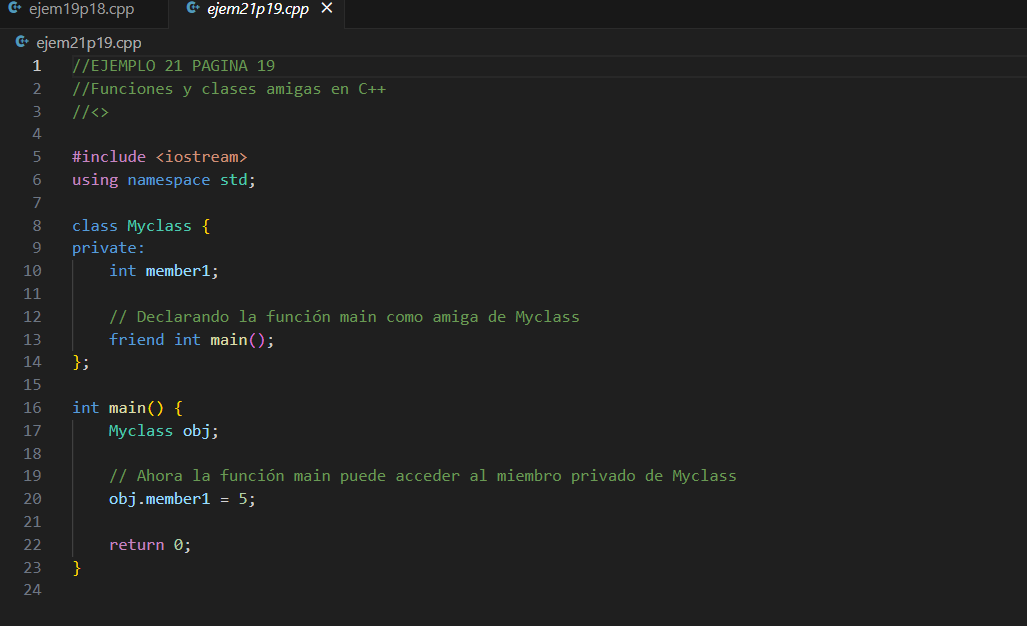 ejem19p18.cpp ejem21p19.cpp ×
ejem21p19.cpp
1 //EJEMPLO 21 PAGINA 19
2 //Funciones y clases amigas en C++
3 //<>
4
5 #include <iostream>
6 using namespace std;
7
8 class Myclass {
9 private:
10     int member1;
11
12     // Declarando la función main como amiga de Myclass
13     friend int main();
14 };
15
16 int main() {
17     Myclass obj;
18
19     // Ahora la función main puede acceder al miembro privado de Myclass
20     obj.member1 = 5;
21
22     return 0;
23 }
24